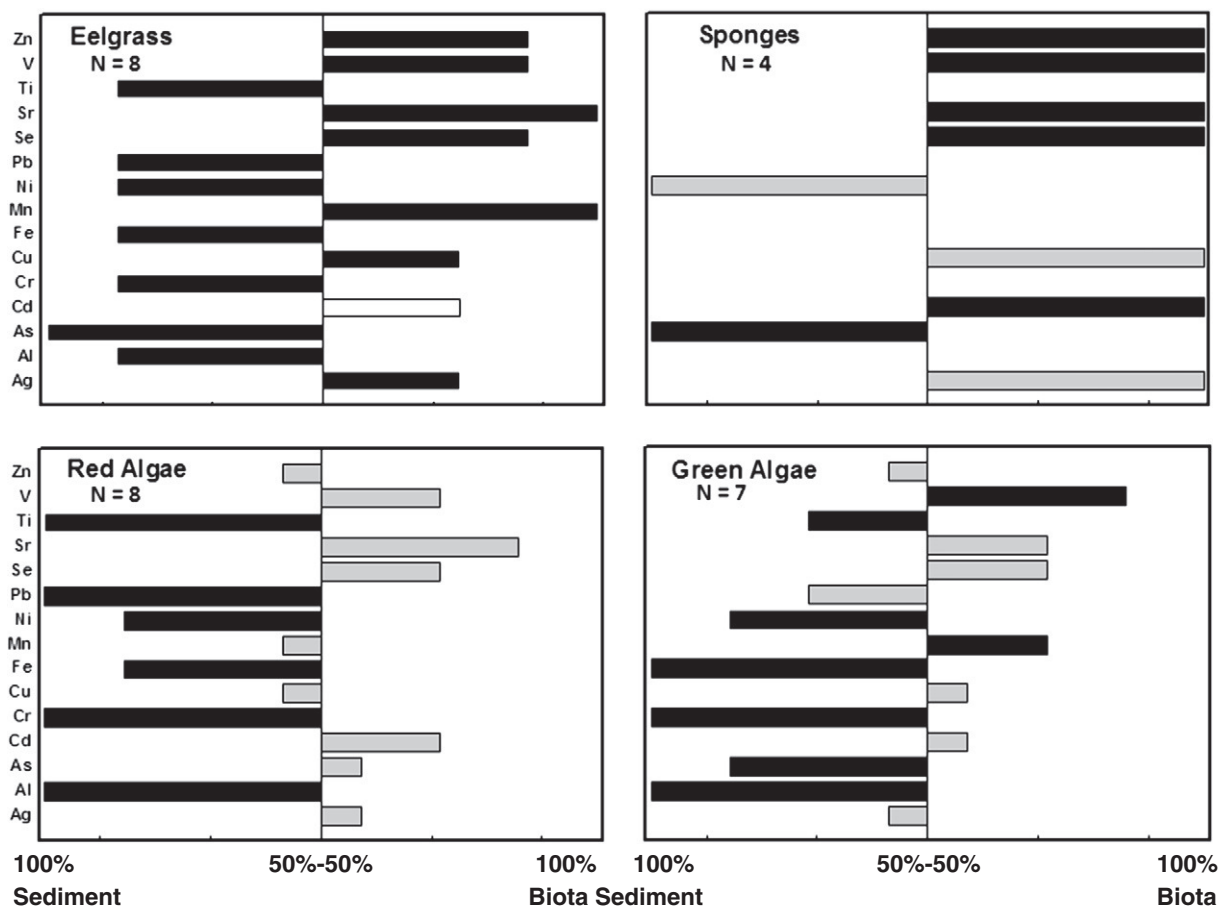 Eelgrass
N = 8
Zn
V
Ti
Sr
Se
Pb
Ni
Mn
Fe
Cu
Cr
Cd
As
Al
Ag
Sponges
N = 4
Red Algae
N = 8
Zn
V
Ti
Sr
Se
Pb
Ni
Mn
Fe
Cu
Cr
Cd
As
Al
Ag
Green Algae
N = 7
100% 50%-50% 100% 100% 50%-50% 100%
Sediment Biota Sediment Biota